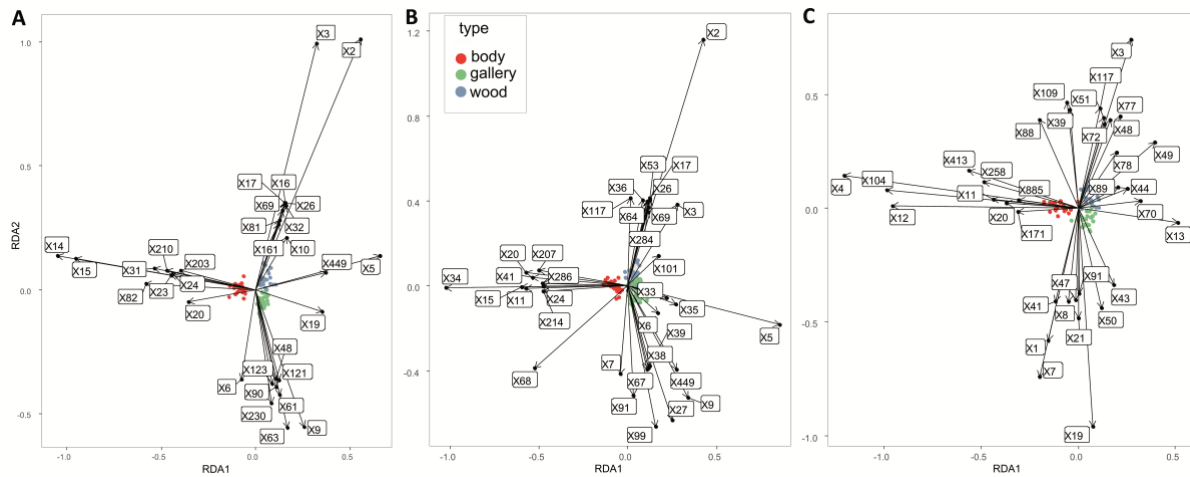 A
X3
X2
1.0
RDA2
0.5
X17
X16
X69
X26
X81
X32
X14
X210
X161
X10
X15
X31
X203
X449
X5
X82
X23
X24
0.0
X20
X19
X48
X123
X121
X6
X90
X61
X230
X63
X9
-0.5
-1.0
-0.5
0.0
0.5
RDA1
B
type
body
gallery
wood
1.2
X2
0.8
X53
X17
0.4
X36
X26
X117
X64
X69
X3
X284
X20
X207
X101
X34
X41
X286
0.0
X15
X11
X24
X33
X35
X214
X6
X39
X5
X68
X7
X38
-0.4
X67
X449
X91
X27
X9
X99
-1.0
-0.5
0.0
0.5
RDA1
C
X3
X117
X109
X51
X77
0.5
X88
X39
X72
X48
X49
X413
X258
X78
X4
X104
X11
X885
X89
X44
0.0
X12
X20
X171
X70
X13
X47
X91
X41
X8
X43
X50
-0.5
X1
X21
X7
X19
-1.0
-1.0
-0.5
0.0
0.5
RDA1